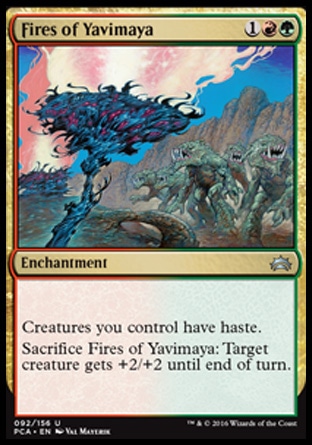 Fires of Yavimaya 1
Enchantment
Creatures you control have haste.
Sacrifice Fires of Yavimaya: Target
creature gets +2/+2 until end of turn.
092/156 U
PCA • EN Val Mayerik
™ & © 2016 Wizards of the Coast